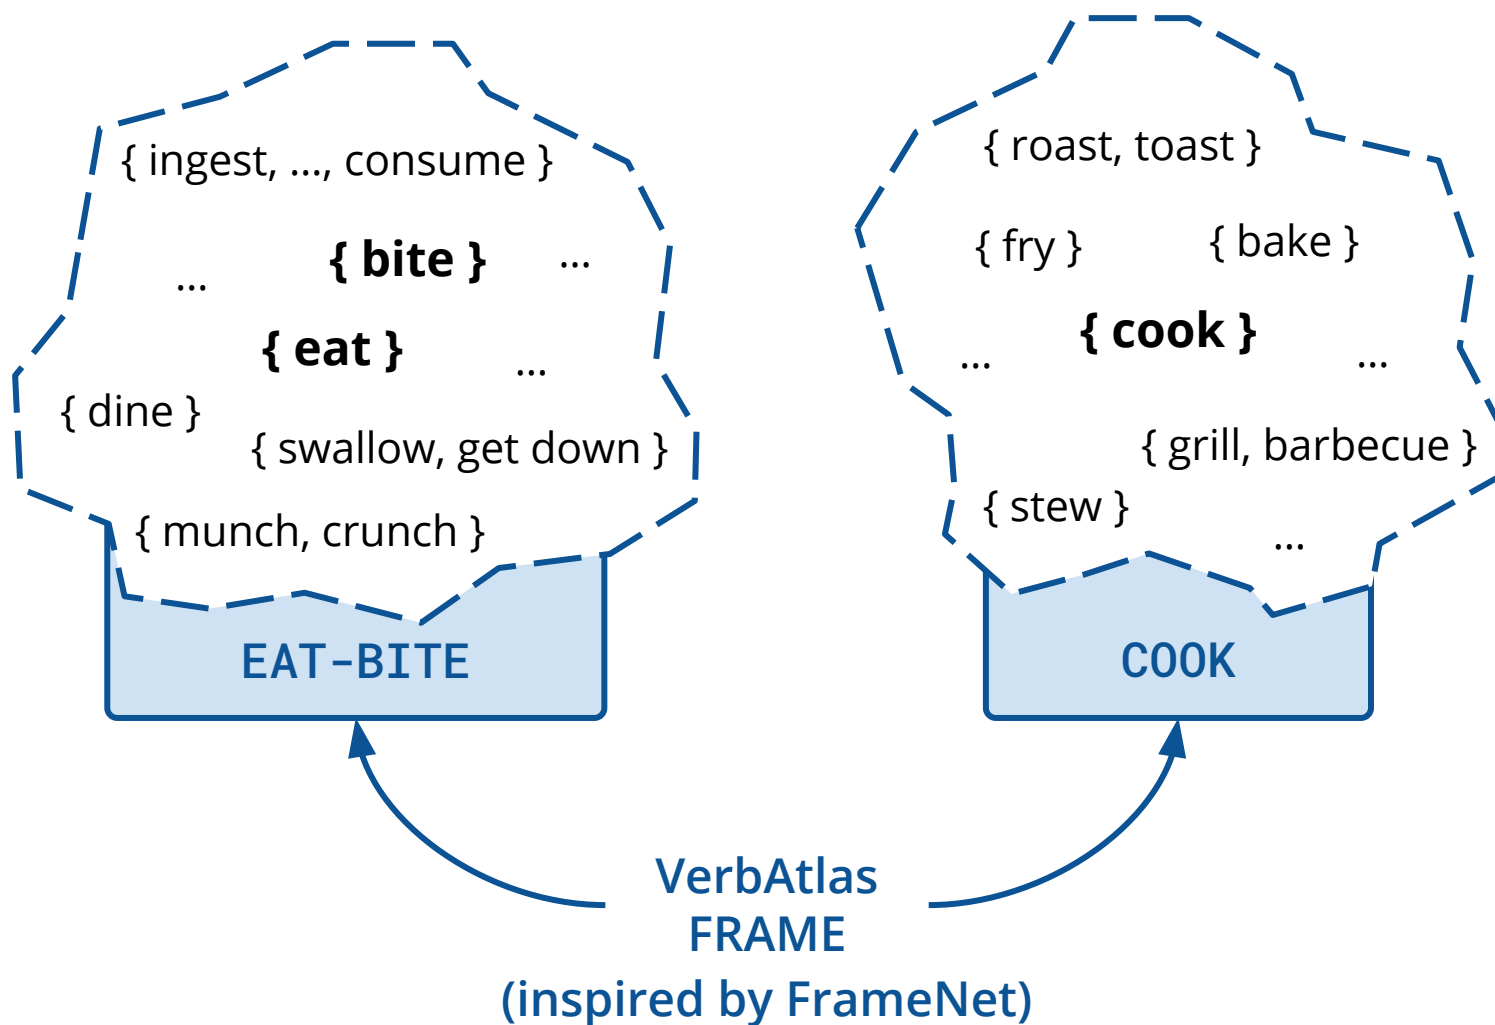 { ingest, ..., consume }
{ bite }
...
...
{ eat }
...
{ dine }
{ swallow, get down }
{ munch, crunch }
EAT-BITE
{ roast, toast }
{ fry }
{ bake }
{ cook }
...
...
{ grill, barbecue }
{ stew }
...
COOK
VerbAtlas
FRAME
(inspired by FrameNet)